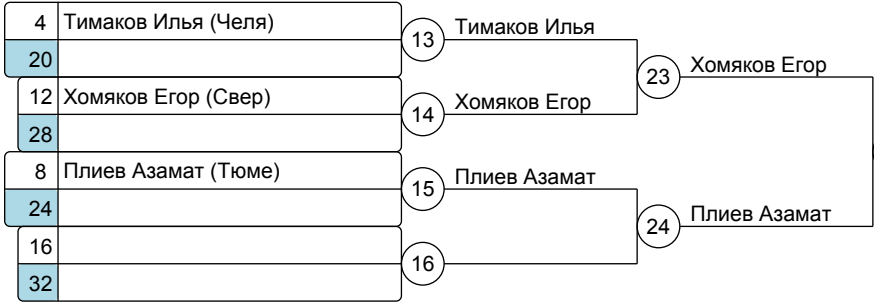 4 Тимаков Илья (Челя)
20
13 Тимаков Илья
12 Хомяков Егор (Свер)
28
14 Хомяков Егор
23 Хомяков Егор
8 Плиев Азамат (Тюме)
24
15 Плиев Азамат
16
32
16
24 Плиев Азамат